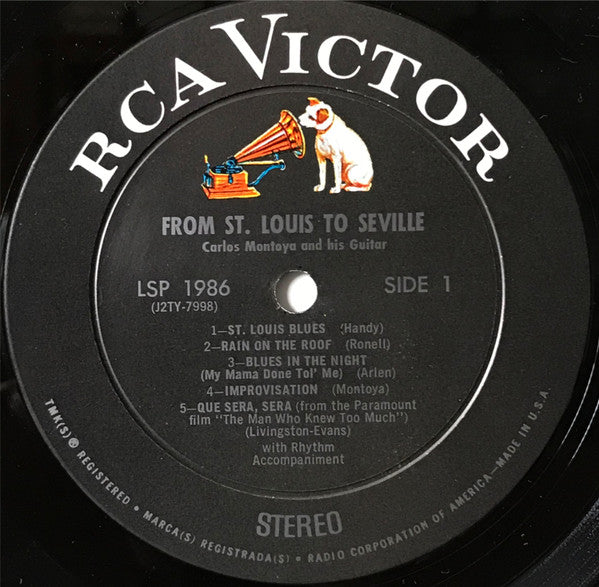 RCA VICTOR
FROM ST. LOUIS TO SEVILLE
Carlos Montoya and his Guitar
LSP 1986
(J2TY-7998)
SIDE 1
1—ST. LOUIS BLUES (Handy)
2—RAIN ON THE ROOF (Ronell)
3—BLUES IN THE NIGHT
(My Mama Done Tol' Me) (Arlen)
4—IMPROVISATION (Montoya)
5—QUE SERA, SERA (from the Paramount
film "The Man Who Knew Too Much")
(Livingston-Evans)
with Rhythm
Accompaniment
STEREO
TMK(S) ® REGISTERED • MARCA(S) REGISTRADA(S) • RADIO CORPORATION OF AMERICA—MADE IN U.S.A.